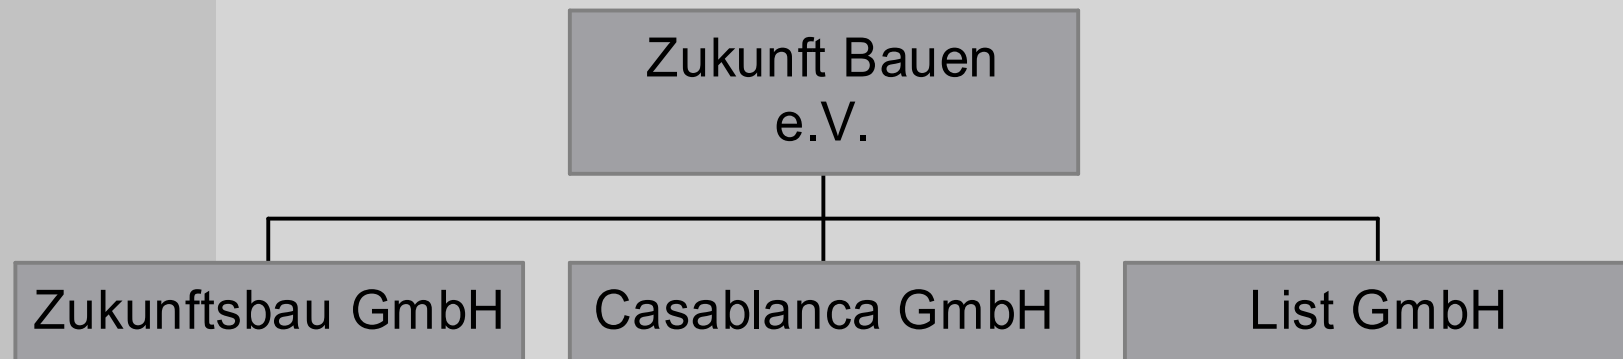 Zukunft Bauen
e.V.
Zukunftsbau GmbH
Casablanca GmbH
List GmbH